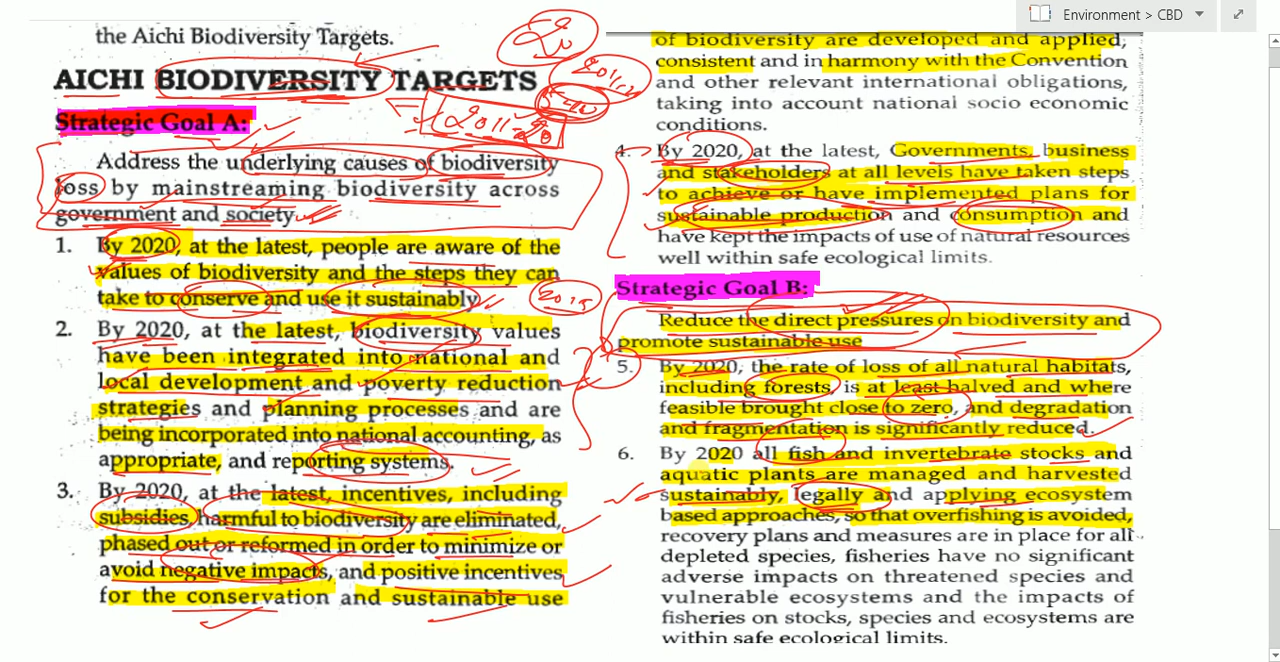 Environment > CBD
the Aichi Biodiversity Targets.
AICHI BIODIVERSITY TARGETS
2011-20
Strategic Goal A:
Address the underlying causes of biodiversity
loss by mainstreaming biodiversity across
government and society
1. By 2020, at the latest, people are aware of the
values of biodiversity and the steps they can
take to conserve and use it sustainably
2015
2. By 2020, at the latest, biodiversity values
have been integrated into national and
local development and poverty reduction
strategies and planning processes and are
being incorporated into national accounting, as
appropriate, and reporting systems.
3. By 2020, at the latest, incentives, including
subsidies, harmful to biodiversity are eliminated,
phased out or reformed in order to minimize or
avoid negative impacts, and positive incentives
for the conservation and sustainable use
of biodiversity are developed and applied,
consistent and in harmony with the Convention
and other relevant international obligations,
taking into account national socio economic
conditions.
4. By 2020, at the latest, Governments, business
and stakeholders at all levels have taken steps
to achieve or have implemented plans for
sustainable production and consumption and
have kept the impacts of use of natural resources
well within safe ecological limits.
Strategic Goal B:
Reduce the direct pressures on biodiversity and
promote sustainable use
5. By 2020, the rate of loss of all natural habitats,
including forests, is at least halved and where
feasible brought close to zero, and degradation
and fragmentation is significantly reduced.
6. By 2020 all fish and invertebrate stocks and
aquatic plants are managed and harvested
sustainably, legally and applying ecosystem
based approaches, so that overfishing is avoided,
recovery plans and measures are in place for all
depleted species, fisheries have no significant
adverse impacts on threatened species and
vulnerable ecosystems and the impacts of
fisheries on stocks, species and ecosystems are
within safe ecological limits.